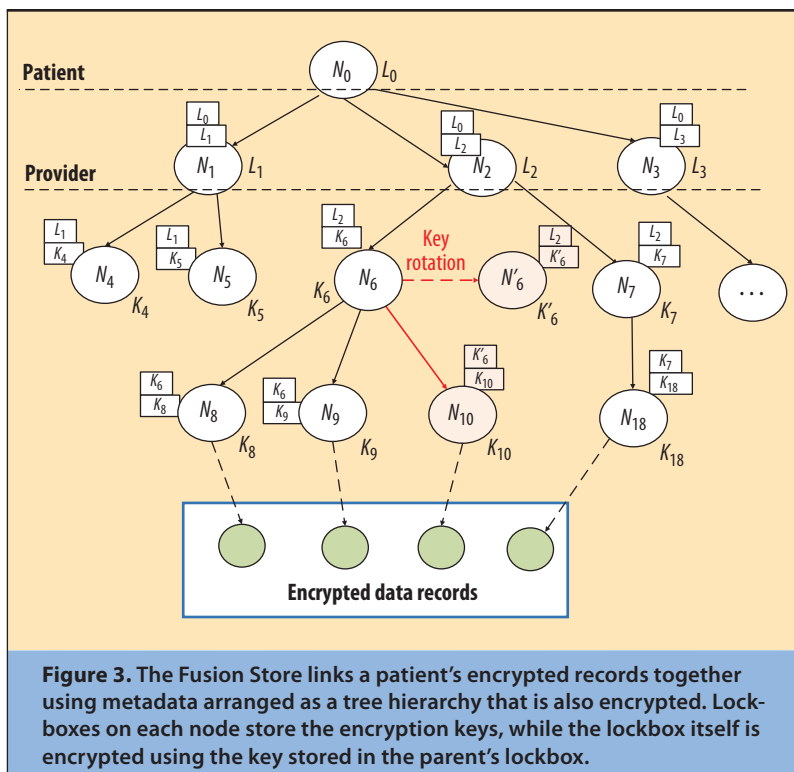 N0 L0
Patient
L0
L1
L0
L2
L0
L3
N1 L1
N2 L2
N3 L3
Provider
L1
K4
L1
K5
L2
K6
Key
rotation
L2
K′6
L2
K7
N4
K4
N5
K5
N6
K6
N′6
K′6
N7
K7
...
K6
K8
K6
K9
K′6
K10
K7
K18
N8
K8
N9
K9
N10
K10
N18
K18
Encrypted data records
Figure 3. The Fusion Store links a patient's encrypted records together
using metadata arranged as a tree hierarchy that is also encrypted. Lock-
boxes on each node store the encryption keys, while the lockbox itself is
encrypted using the key stored in the parent's lockbox.